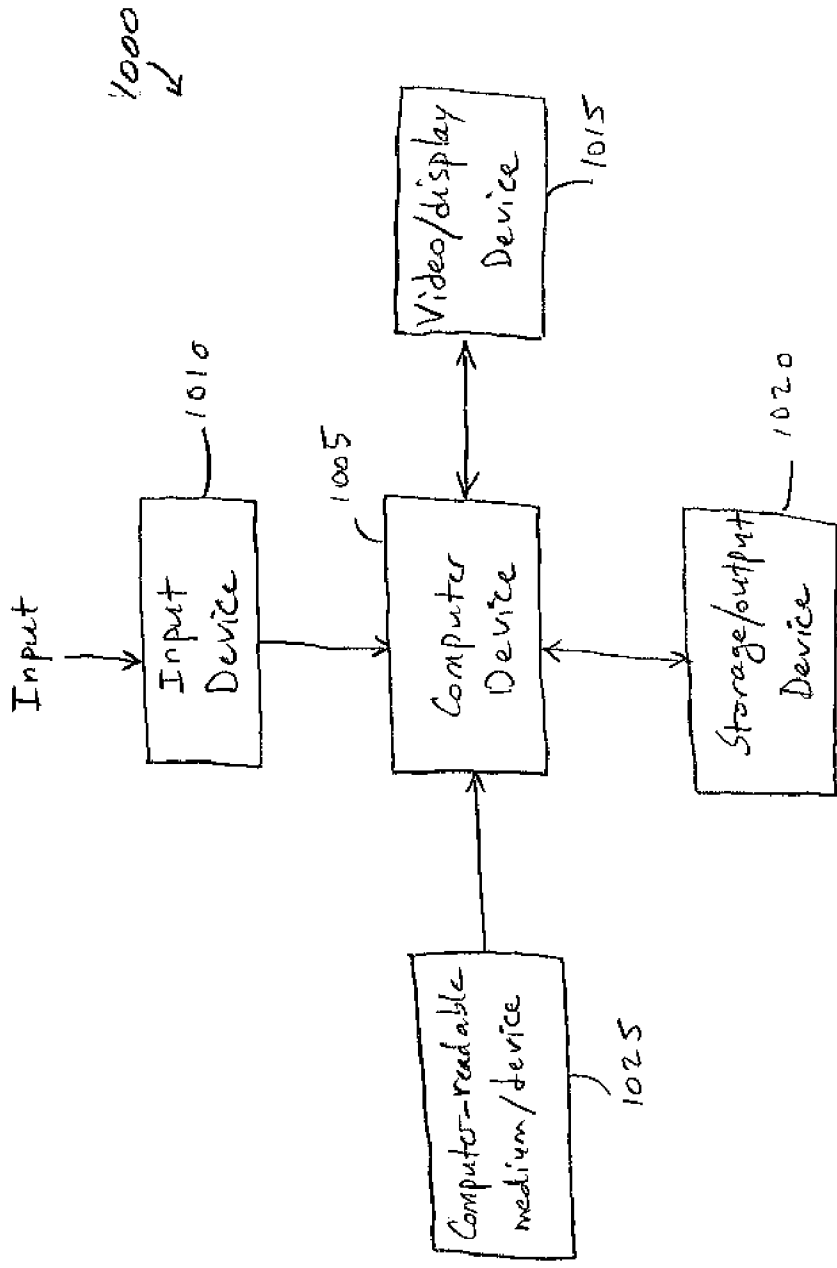 Input
1000
Input
Device
1010
Computer-readable
medium/device
1025
Computer
Device
1005
Video/display
Device
1015
Storage/output
Device
1020